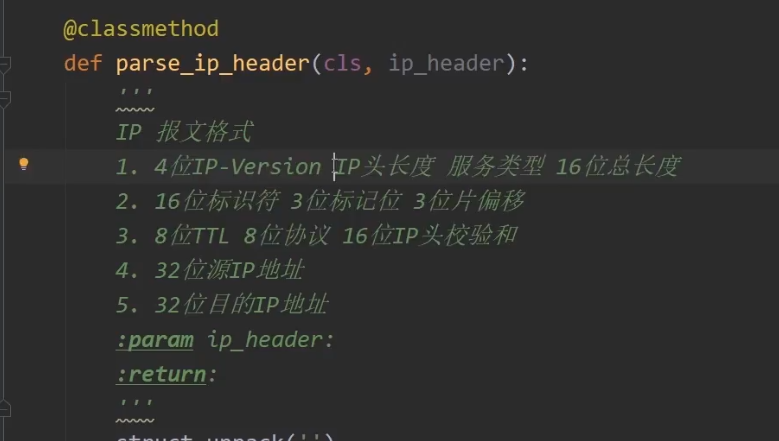 @classmethod
def parse_ip_header(cls, ip_header):
'''
IP 报文格式
1. 4位IP-Version IP头长度 服务类型 16位总长度
2. 16位标识符 3位标记位 3位片偏移
3. 8位TTL 8位协议 16位IP头校验和
4. 32位源IP地址
5. 32位目的IP地址
:param ip_header:
:return:
'''
struct.unpack('')